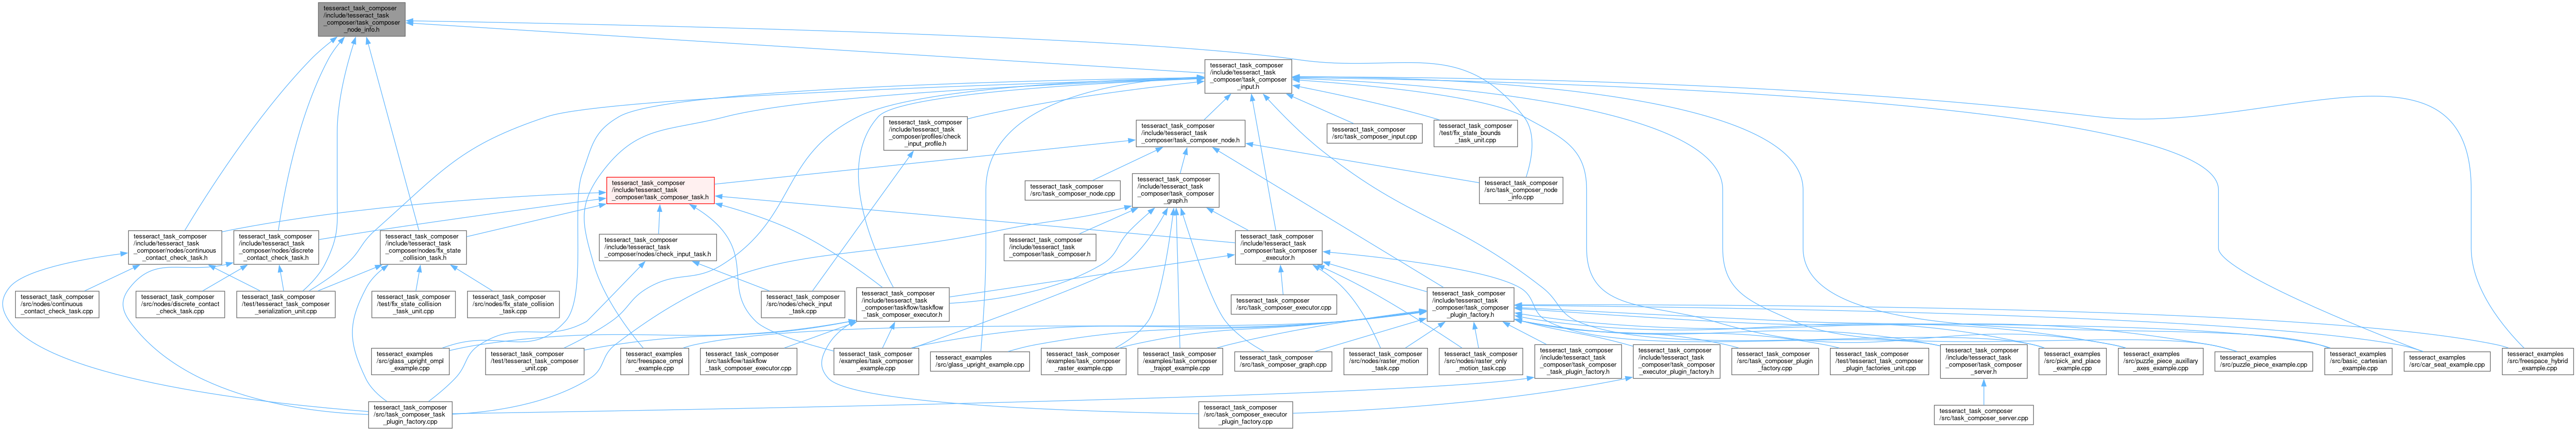 tesseract_task_composer
/include/tesseract_task
_composer/task_composer
_node_info.h
tesseract_task_composer
/include/tesseract_task
_composer/task_composer
_input.h
tesseract_task_composer
/include/tesseract_task
_composer/profiles/check
_input_profile.h
tesseract_task_composer
/include/tesseract_task
_composer/task_composer_node.h
tesseract_task_composer
/src/task_composer_input.cpp
tesseract_task_composer
/test/fix_state_bounds
_task_unit.cpp
tesseract_task_composer
/include/tesseract_task
_composer/task_composer_task.h
tesseract_task_composer
/src/task_composer_node.cpp
tesseract_task_composer
/include/tesseract_task
_composer/task_composer
_graph.h
tesseract_task_composer
/src/task_composer_node
_info.cpp
tesseract_task_composer
/include/tesseract_task
_composer/nodes/continuous
_contact_check_task.h
tesseract_task_composer
/include/tesseract_task
_composer/nodes/discrete
_contact_check_task.h
tesseract_task_composer
/include/tesseract_task
_composer/nodes/fix_state
_collision_task.h
tesseract_task_composer
/include/tesseract_task
_composer/nodes/check_input_task.h
tesseract_task_composer
/include/tesseract_task
_composer/task_composer.h
tesseract_task_composer
/include/tesseract_task
_composer/task_composer
_executor.h
tesseract_task_composer
/src/nodes/continuous
_contact_check_task.cpp
tesseract_task_composer
/src/nodes/discrete_contact
_check_task.cpp
tesseract_task_composer
/test/tesseract_task_composer
_serialization_unit.cpp
tesseract_task_composer
/test/fix_state_collision
_task_unit.cpp
tesseract_task_composer
/src/nodes/fix_state_collision
_task.cpp
tesseract_task_composer
/src/nodes/check_input
_task.cpp
tesseract_task_composer
/include/tesseract_task
_composer/taskflow/taskflow
_task_composer_executor.h
tesseract_task_composer
/src/task_composer_executor.cpp
tesseract_task_composer
/include/tesseract_task
_composer/task_composer
_plugin_factory.h
tesseract_examples
/src/glass_upright_ompl
_example.cpp
tesseract_task_composer
/test/tesseract_task_composer
_unit.cpp
tesseract_examples
/src/freespace_ompl
_example.cpp
tesseract_task_composer
/src/taskflow/taskflow
_task_composer_executor.cpp
tesseract_task_composer
/examples/task_composer
_example.cpp
tesseract_examples
/src/glass_upright_example.cpp
tesseract_task_composer
/examples/task_composer
_raster_example.cpp
tesseract_task_composer
/examples/task_composer
_trajopt_example.cpp
tesseract_task_composer
/src/task_composer_graph.cpp
tesseract_task_composer
/src/nodes/raster_motion
_task.cpp
tesseract_task_composer
/src/nodes/raster_only
_motion_task.cpp
tesseract_task_composer
/include/tesseract_task
_composer/task_composer
_task_plugin_factory.h
tesseract_task_composer
/include/tesseract_task
_composer/task_composer
_executor_plugin_factory.h
tesseract_task_composer
/src/task_composer_plugin
_factory.cpp
tesseract_task_composer
/test/tesseract_task_composer
_plugin_factories_unit.cpp
tesseract_task_composer
/include/tesseract_task
_composer/task_composer
_server.h
tesseract_examples
/src/pick_and_place
_example.cpp
tesseract_examples
/src/puzzle_piece_auxillary
_axes_example.cpp
tesseract_examples
/src/puzzle_piece_example.cpp
tesseract_examples
/src/basic_cartesian
_example.cpp
tesseract_examples
/src/car_seat_example.cpp
tesseract_examples
/src/freespace_hybrid
_example.cpp
tesseract_task_composer
/src/task_composer_task
_plugin_factory.cpp
tesseract_task_composer
/src/task_composer_executor
_plugin_factory.cpp
tesseract_task_composer
/src/task_composer_server.cpp